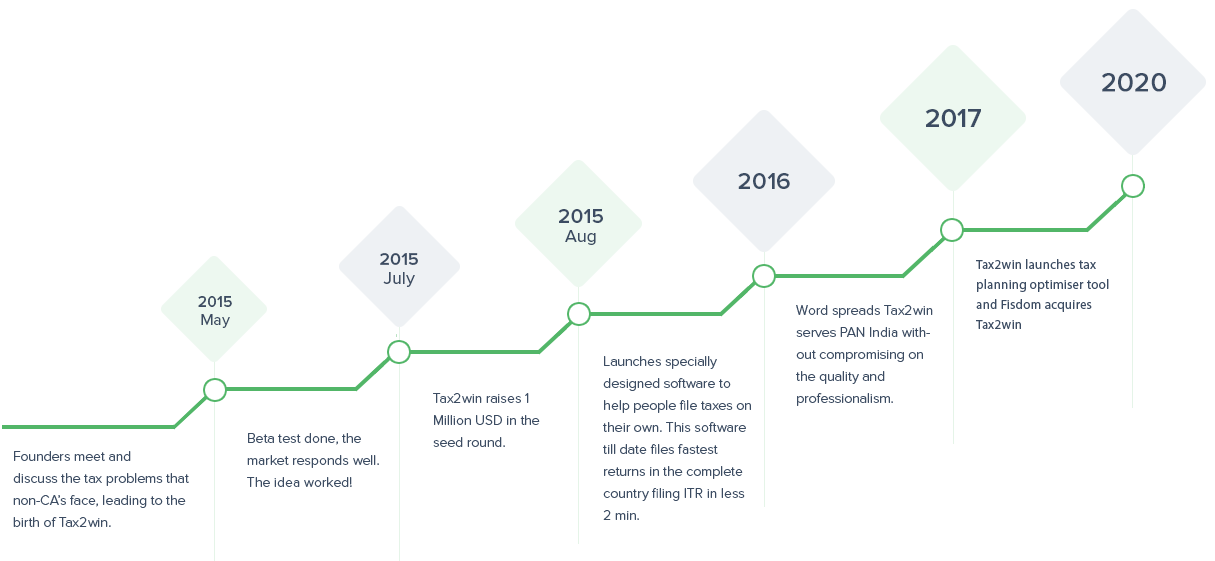 2015
May
Founders meet and
discuss the tax problems that
non-CA's face, leading to the
birth of Tax2win.
2015
July
Beta test done, the
market responds well.
The idea worked!
2015
Aug
Tax2win raises 1
Million USD in the
seed round.
2016
Launches specially
designed software to
help people file taxes on
their own. This software
till date files fastest
returns in the complete
country filing ITR in less
2 min.
2017
Word spreads Tax2win
serves PAN India with-
out compromising on
the quality and
professionalism.
2020
Tax2win launches tax
planning optimiser tool
and Fisdom acquires
Tax2win